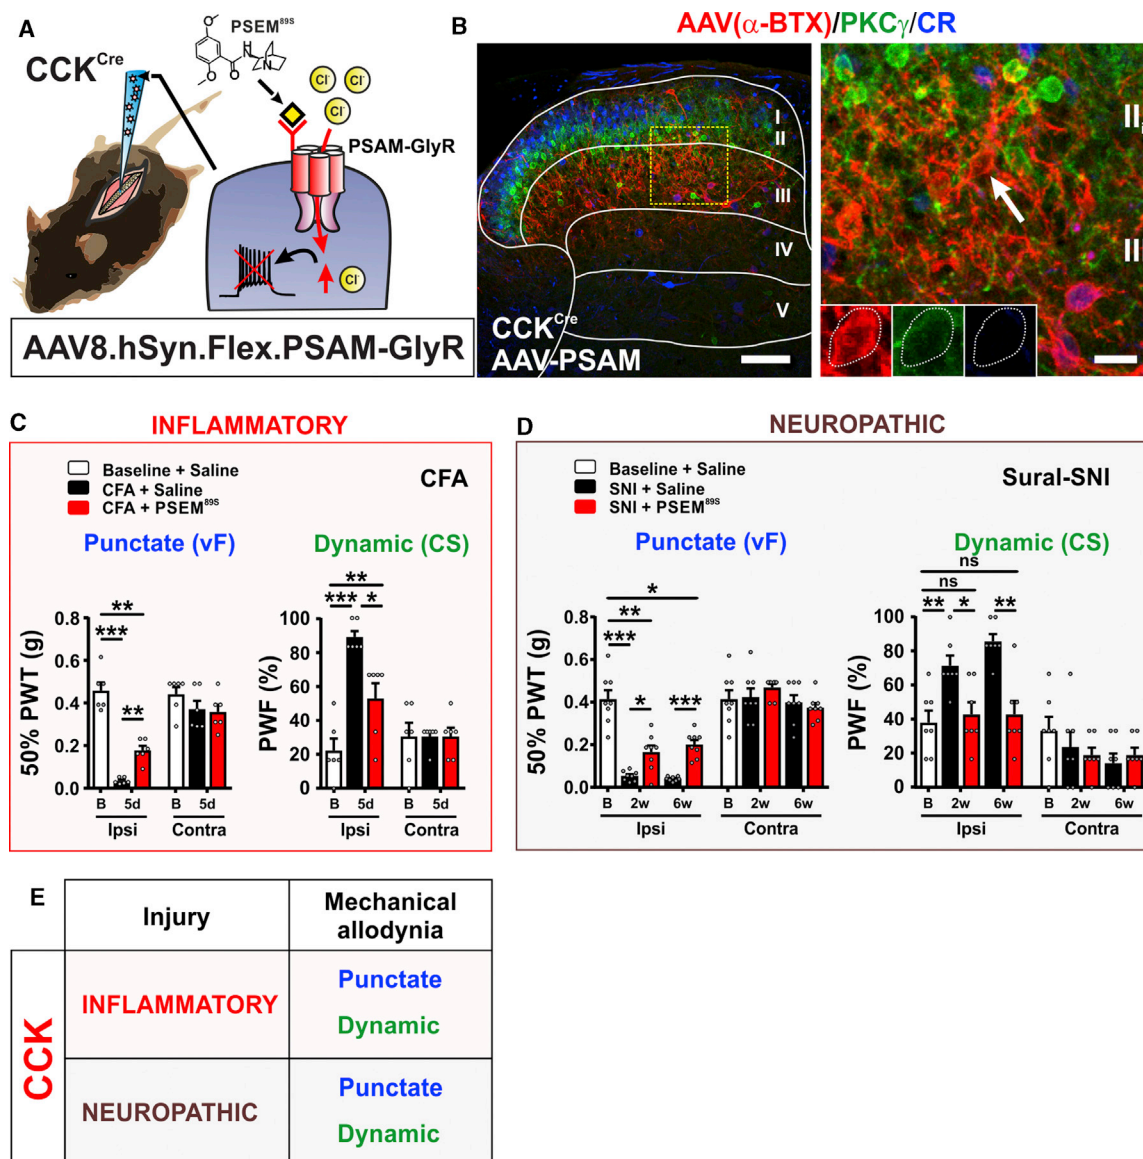 A
PSEM89S
CCKCre
N
H
N
O
O
O
Cl-
Cl-
Cl-
Cl-
PSAM-GlyR
Cl-
AAV8.hSyn.Flex.PSAM-GlyR
B
AAV(α-BTX)/PKCγ/CR
I
II
III
IV
V
CCKCre
AAV-PSAM
II
II
C
INFLAMMATORY
Baseline + Saline
CFA + Saline
CFA + PSEM89S
CFA
Punctate (vF)
Dynamic (CS)
50% PWT (g)
0.8
0.6
0.4
0.2
0.0
**
***
**
B 5d B 5d
Ipsi Contra
PWF (%)
100
80
60
40
20
0
**
*** *
B 5d B 5d
Ipsi Contra
D
NEUROPATHIC
Baseline + Saline
SNI + Saline
SNI + PSEM89S
Sural-SNI
Punctate (vF)
Dynamic (CS)
50% PWT (g)
0.8
0.6
0.4
0.2
0.0
*
**
***
* ***
B 2w 6w B 2w 6w
Ipsi Contra
PWF (%)
100
80
60
40
20
0
ns
ns
** * **
B 2w 6w B 2w 6w
Ipsi Contra
E
Injury
Mechanical
allodynia
CCK
INFLAMMATORY
Punctate
Dynamic
NEUROPATHIC
Punctate
Dynamic